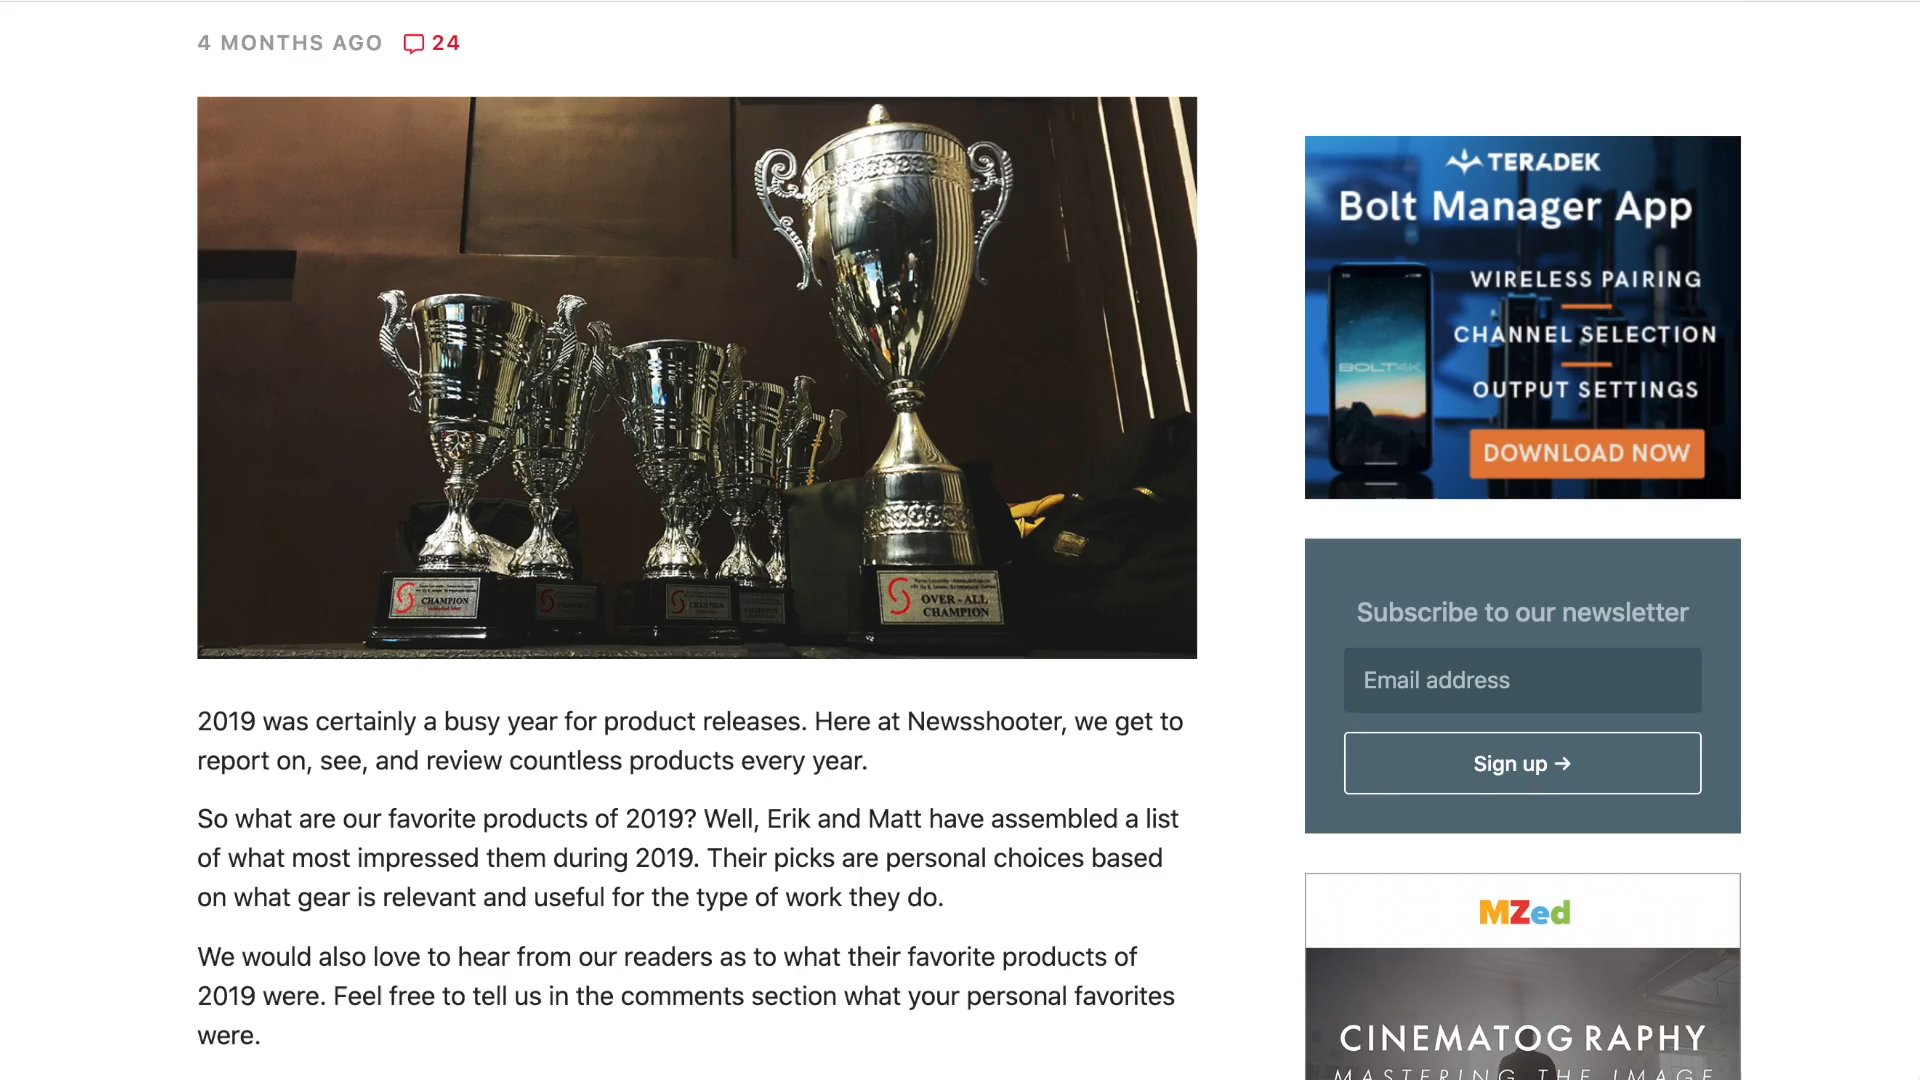 4 MONTHS AGO 24
CHAMPION
CHAMPION
OVER - ALL
CHAMPION
2019 was certainly a busy year for product releases. Here at Newsshooter, we get to
report on, see, and review countless products every year.
So what are our favorite products of 2019? Well, Erik and Matt have assembled a list
of what most impressed them during 2019. Their picks are personal choices based
on what gear is relevant and useful for the type of work they do.
We would also love to hear from our readers as to what their favorite products of
2019 were. Feel free to tell us in the comments section what your personal favorites
were.
TERADEK
Bolt Manager App
WIRELESS PAIRING
CHANNEL SELECTION
BOLT4K
OUTPUT SETTINGS
DOWNLOAD NOW
Subscribe to our newsletter
Email address
Sign up →
MZed
CINEMATOGRAPHY
MASTERING THE IMAGE